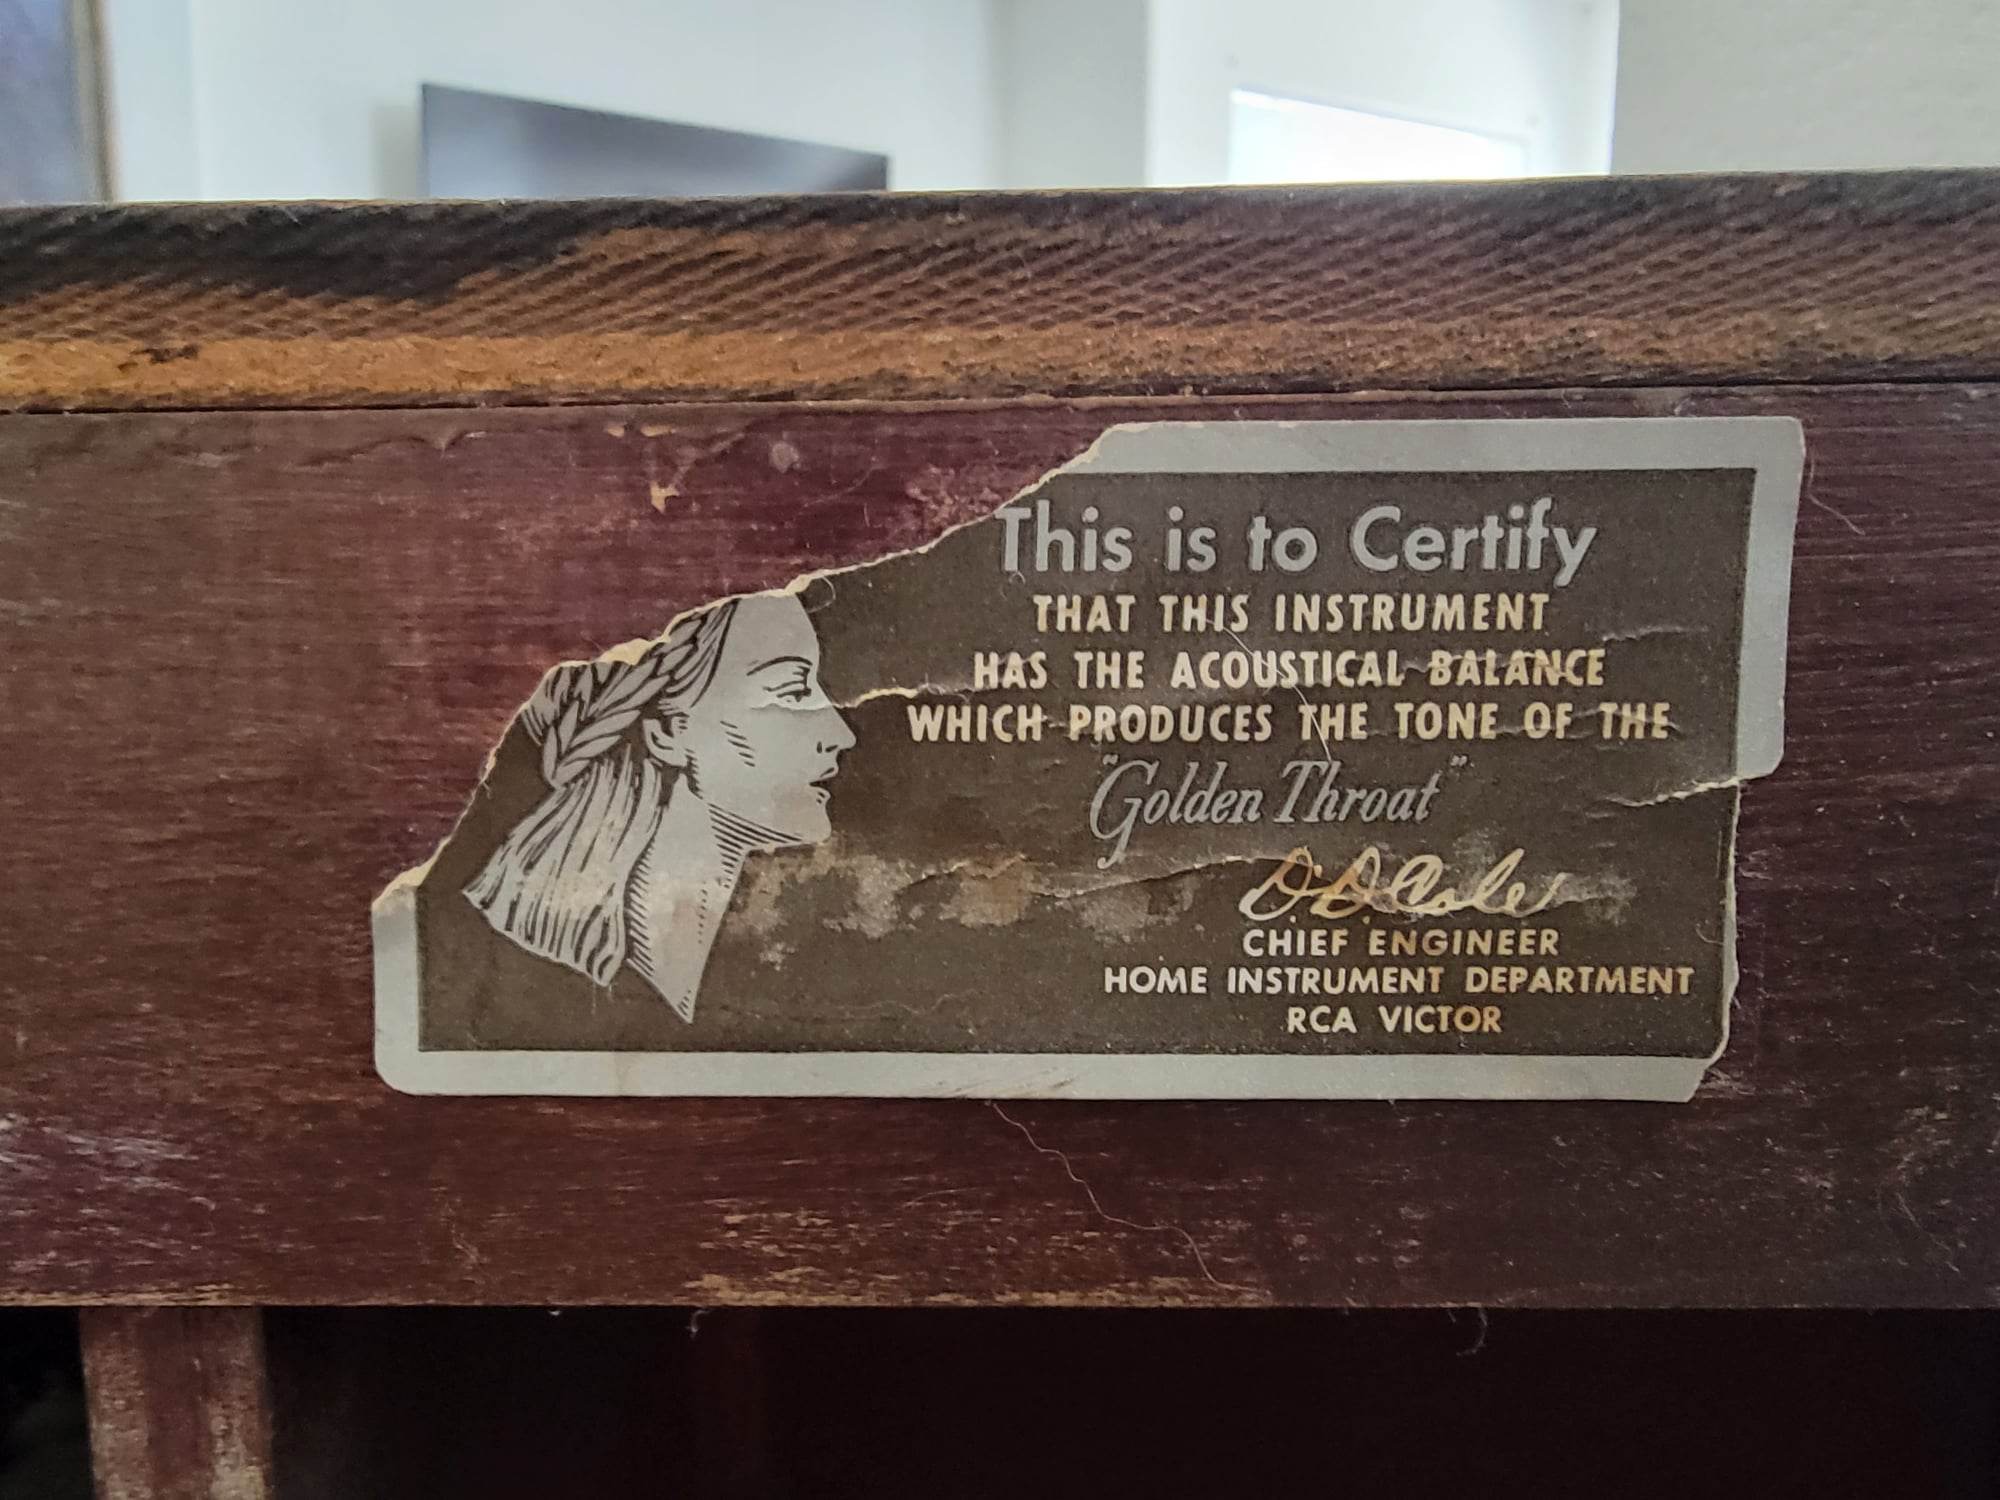 This is to Certify
THAT THIS INSTRUMENT
HAS THE ACOUSTICAL BALANCE
WHICH PRODUCES THE TONE OF THE
"Golden Throat"
D. D. Cole
CHIEF ENGINEER
HOME INSTRUMENT DEPARTMENT
RCA VICTOR